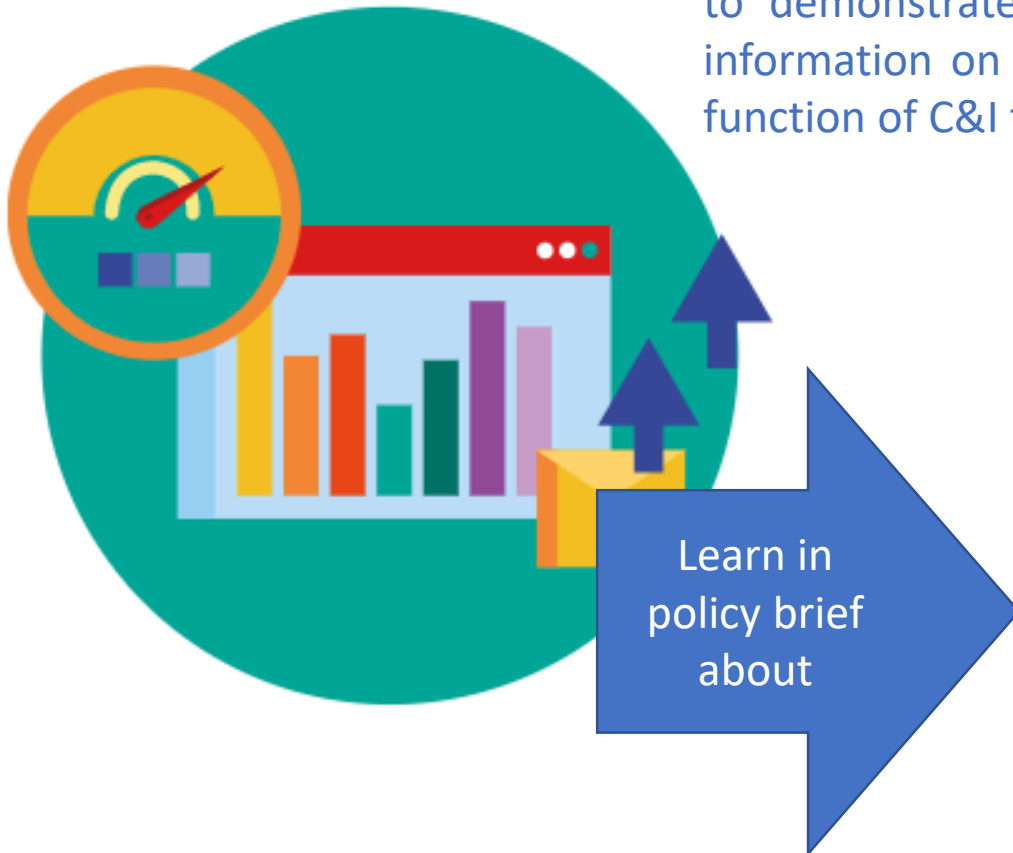 to demonstrate
information on
function of C&I
Learn in
policy brief
about